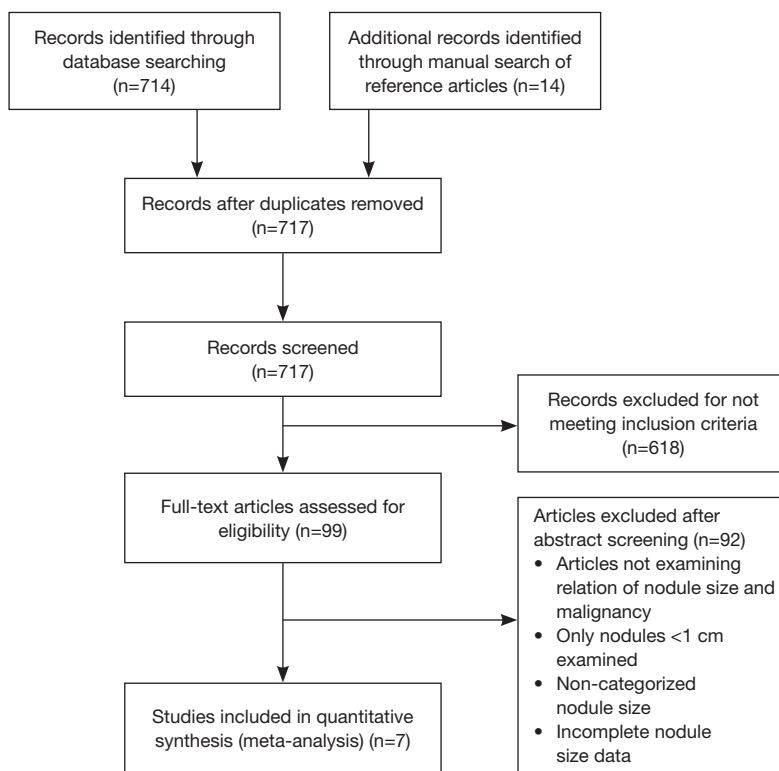 Records identified through
database searching
(n=714)
Additional records identified
through manual search of
reference articles (n=14)
Records after duplicates removed
(n=717)
Records screened
(n=717)
Records excluded for not
meeting inclusion criteria
(n=618)
Full-text articles assessed for
eligibility (n=99)
Articles excluded after
abstract screening (n=92)
• Articles not examining
relation of nodule size and
malignancy
• Only nodules <1 cm
examined
• Non-categorized
nodule size
• Incomplete nodule
size data
Studies included in quantitative
synthesis (meta-analysis) (n=7)